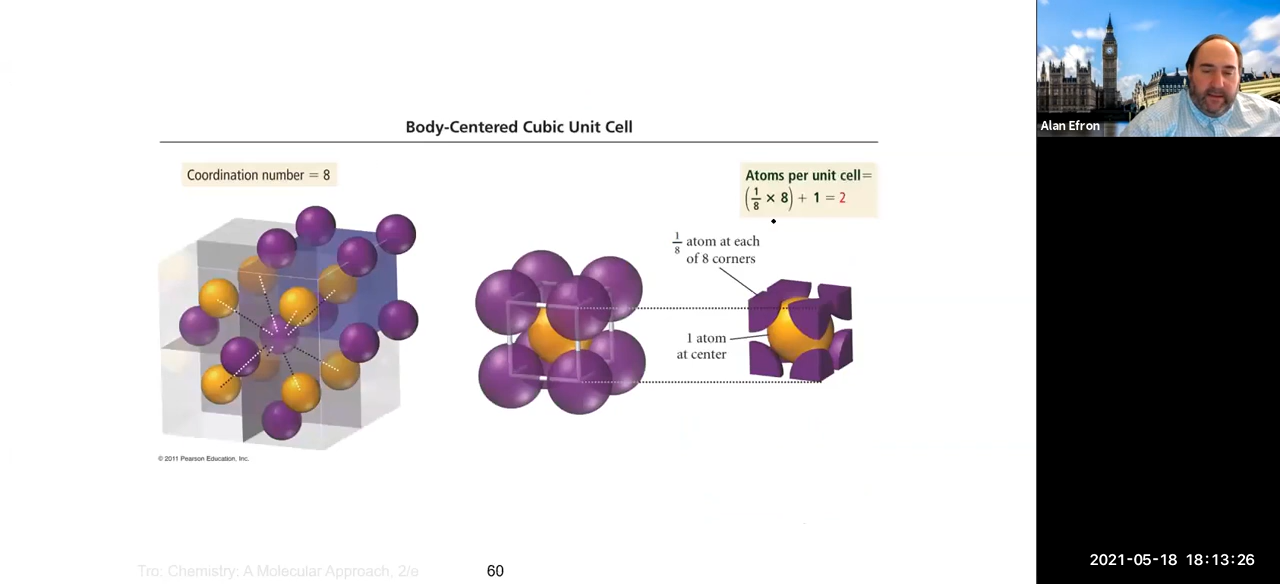 Body-Centered Cubic Unit Cell
Coordination number = 8
Atoms per unit cell=
(1/8 × 8) + 1 = 2
1/8 atom at each
of 8 corners
1 atom
at center
© 2011 Pearson Education, Inc.
Tro: Chemistry: A Molecular Approach, 2/e
60
Alan Efron
2021-05-18 18:13:26